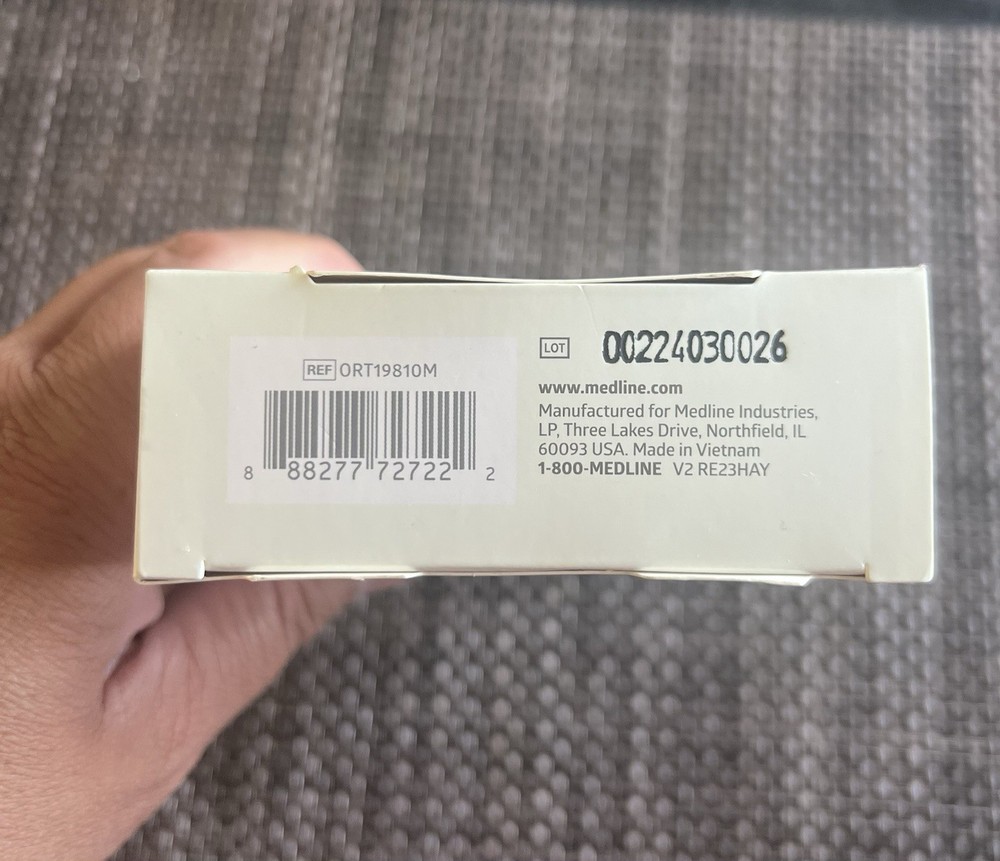 REF ORT19810M
8 88277 72722 2
LOT 00224030026
www.medline.com
Manufactured for Medline Industries,
LP, Three Lakes Drive, Northfield, IL
60093 USA. Made in Vietnam
1-800-MEDLINE V2 RE23HAY